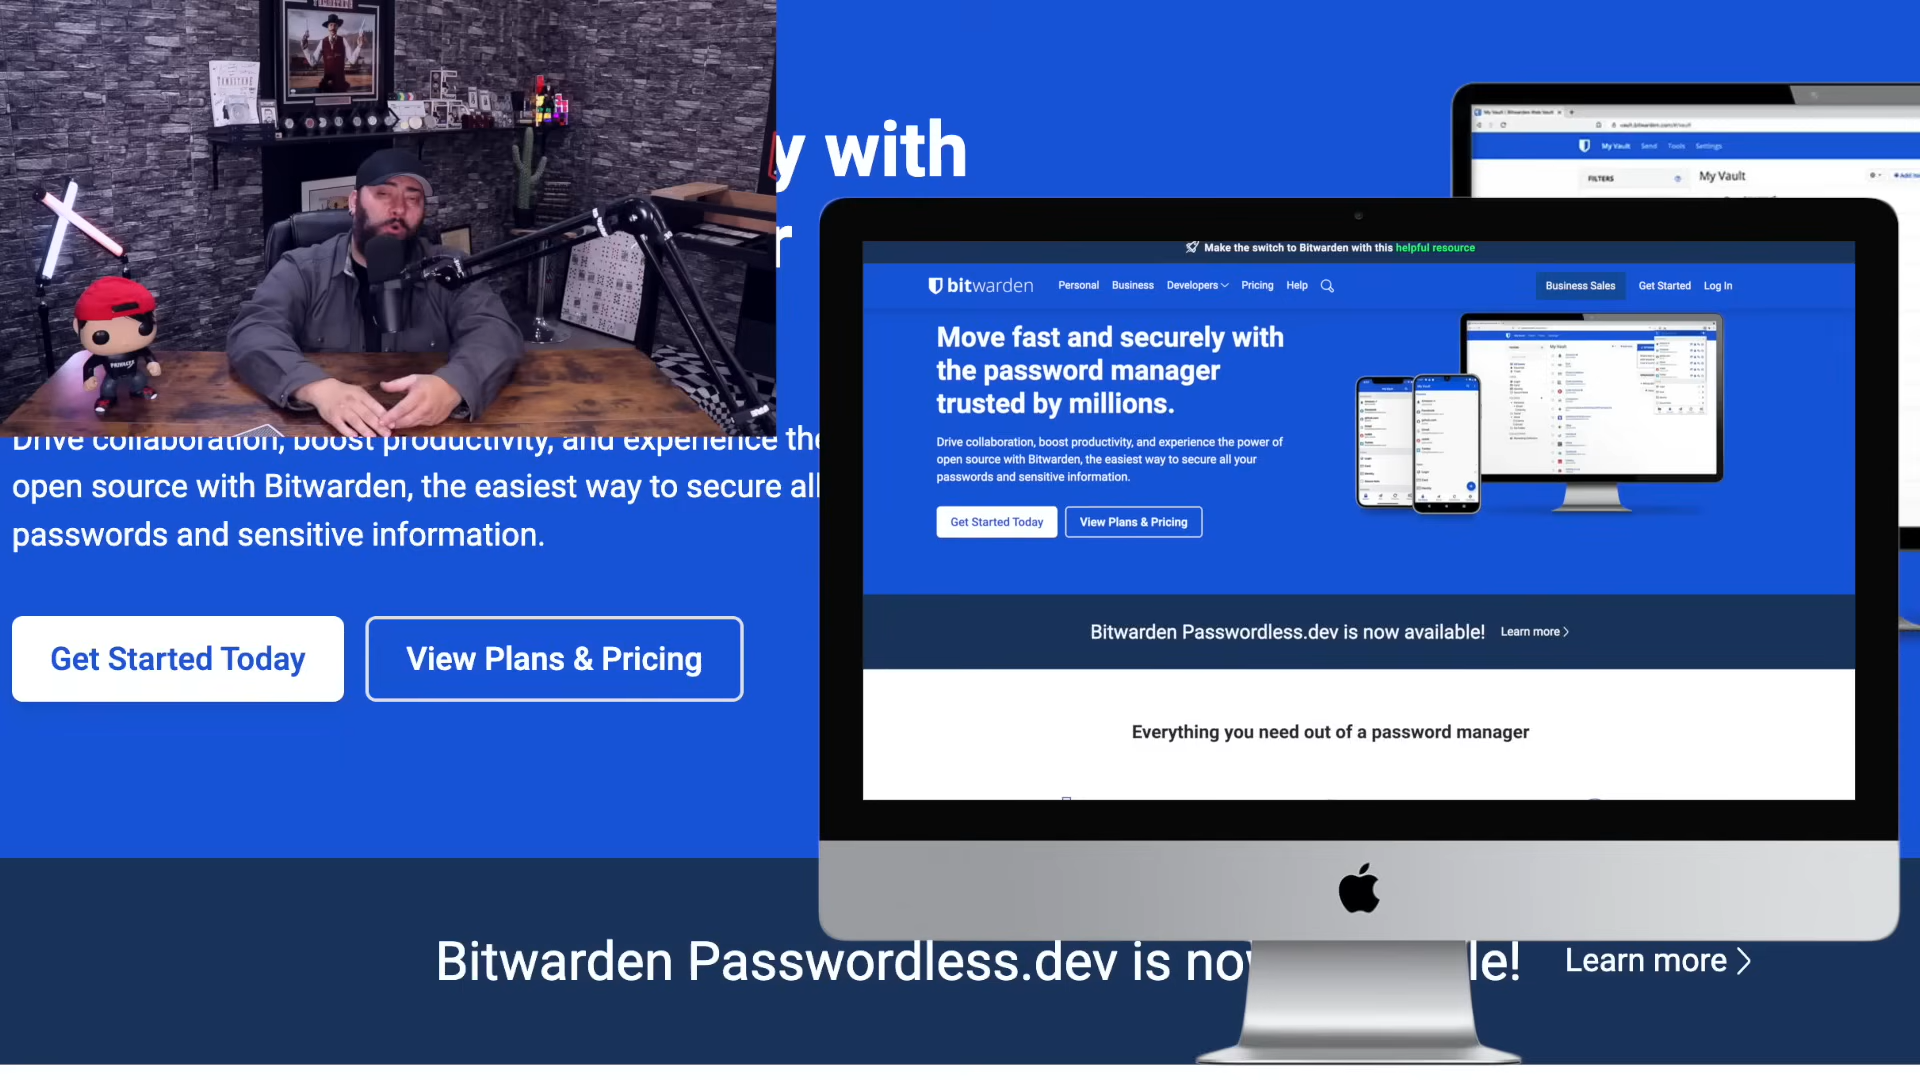 y with
r
Drive collaboration, boost productivity, and experience the
open source with Bitwarden, the easiest way to secure all
passwords and sensitive information.
Get Started Today
View Plans & Pricing
Bitwarden Passwordless.dev is no
le!
Learn more
My Vault
Send
Tools
Settings
FILTERS
My Vault
Make the switch to Bitwarden with this helpful resource
bitwarden
Personal
Business
Developers
Pricing
Help
Business Sales
Get Started
Log In
Move fast and securely with
the password manager
trusted by millions.
Drive collaboration, boost productivity, and experience the power of
open source with Bitwarden, the easiest way to secure all your
passwords and sensitive information.
Get Started Today
View Plans & Pricing
Bitwarden Passwordless.dev is now available!
Learn more
Everything you need out of a password manager